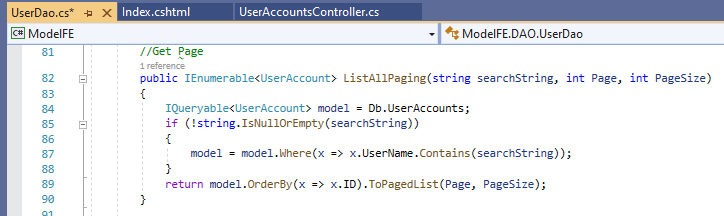 UserDao.cs* Index.cshtml UserAccountsController.cs
ModelFE ModelFE.DAO.UserDao
81 //Get Page
1 reference
82 public IEnumerable<UserAccount> ListAllPaging(string searchString, int Page, int PageSize)
83 {
84 IQueryable<UserAccount> model = Db.UserAccounts;
85 if (!string.IsNullOrEmpty(searchString))
86 {
87 model = model.Where(x => x.UserName.Contains(searchString));
88 }
89 return model.OrderBy(x => x.ID).ToPagedList(Page, PageSize);
90 }
91